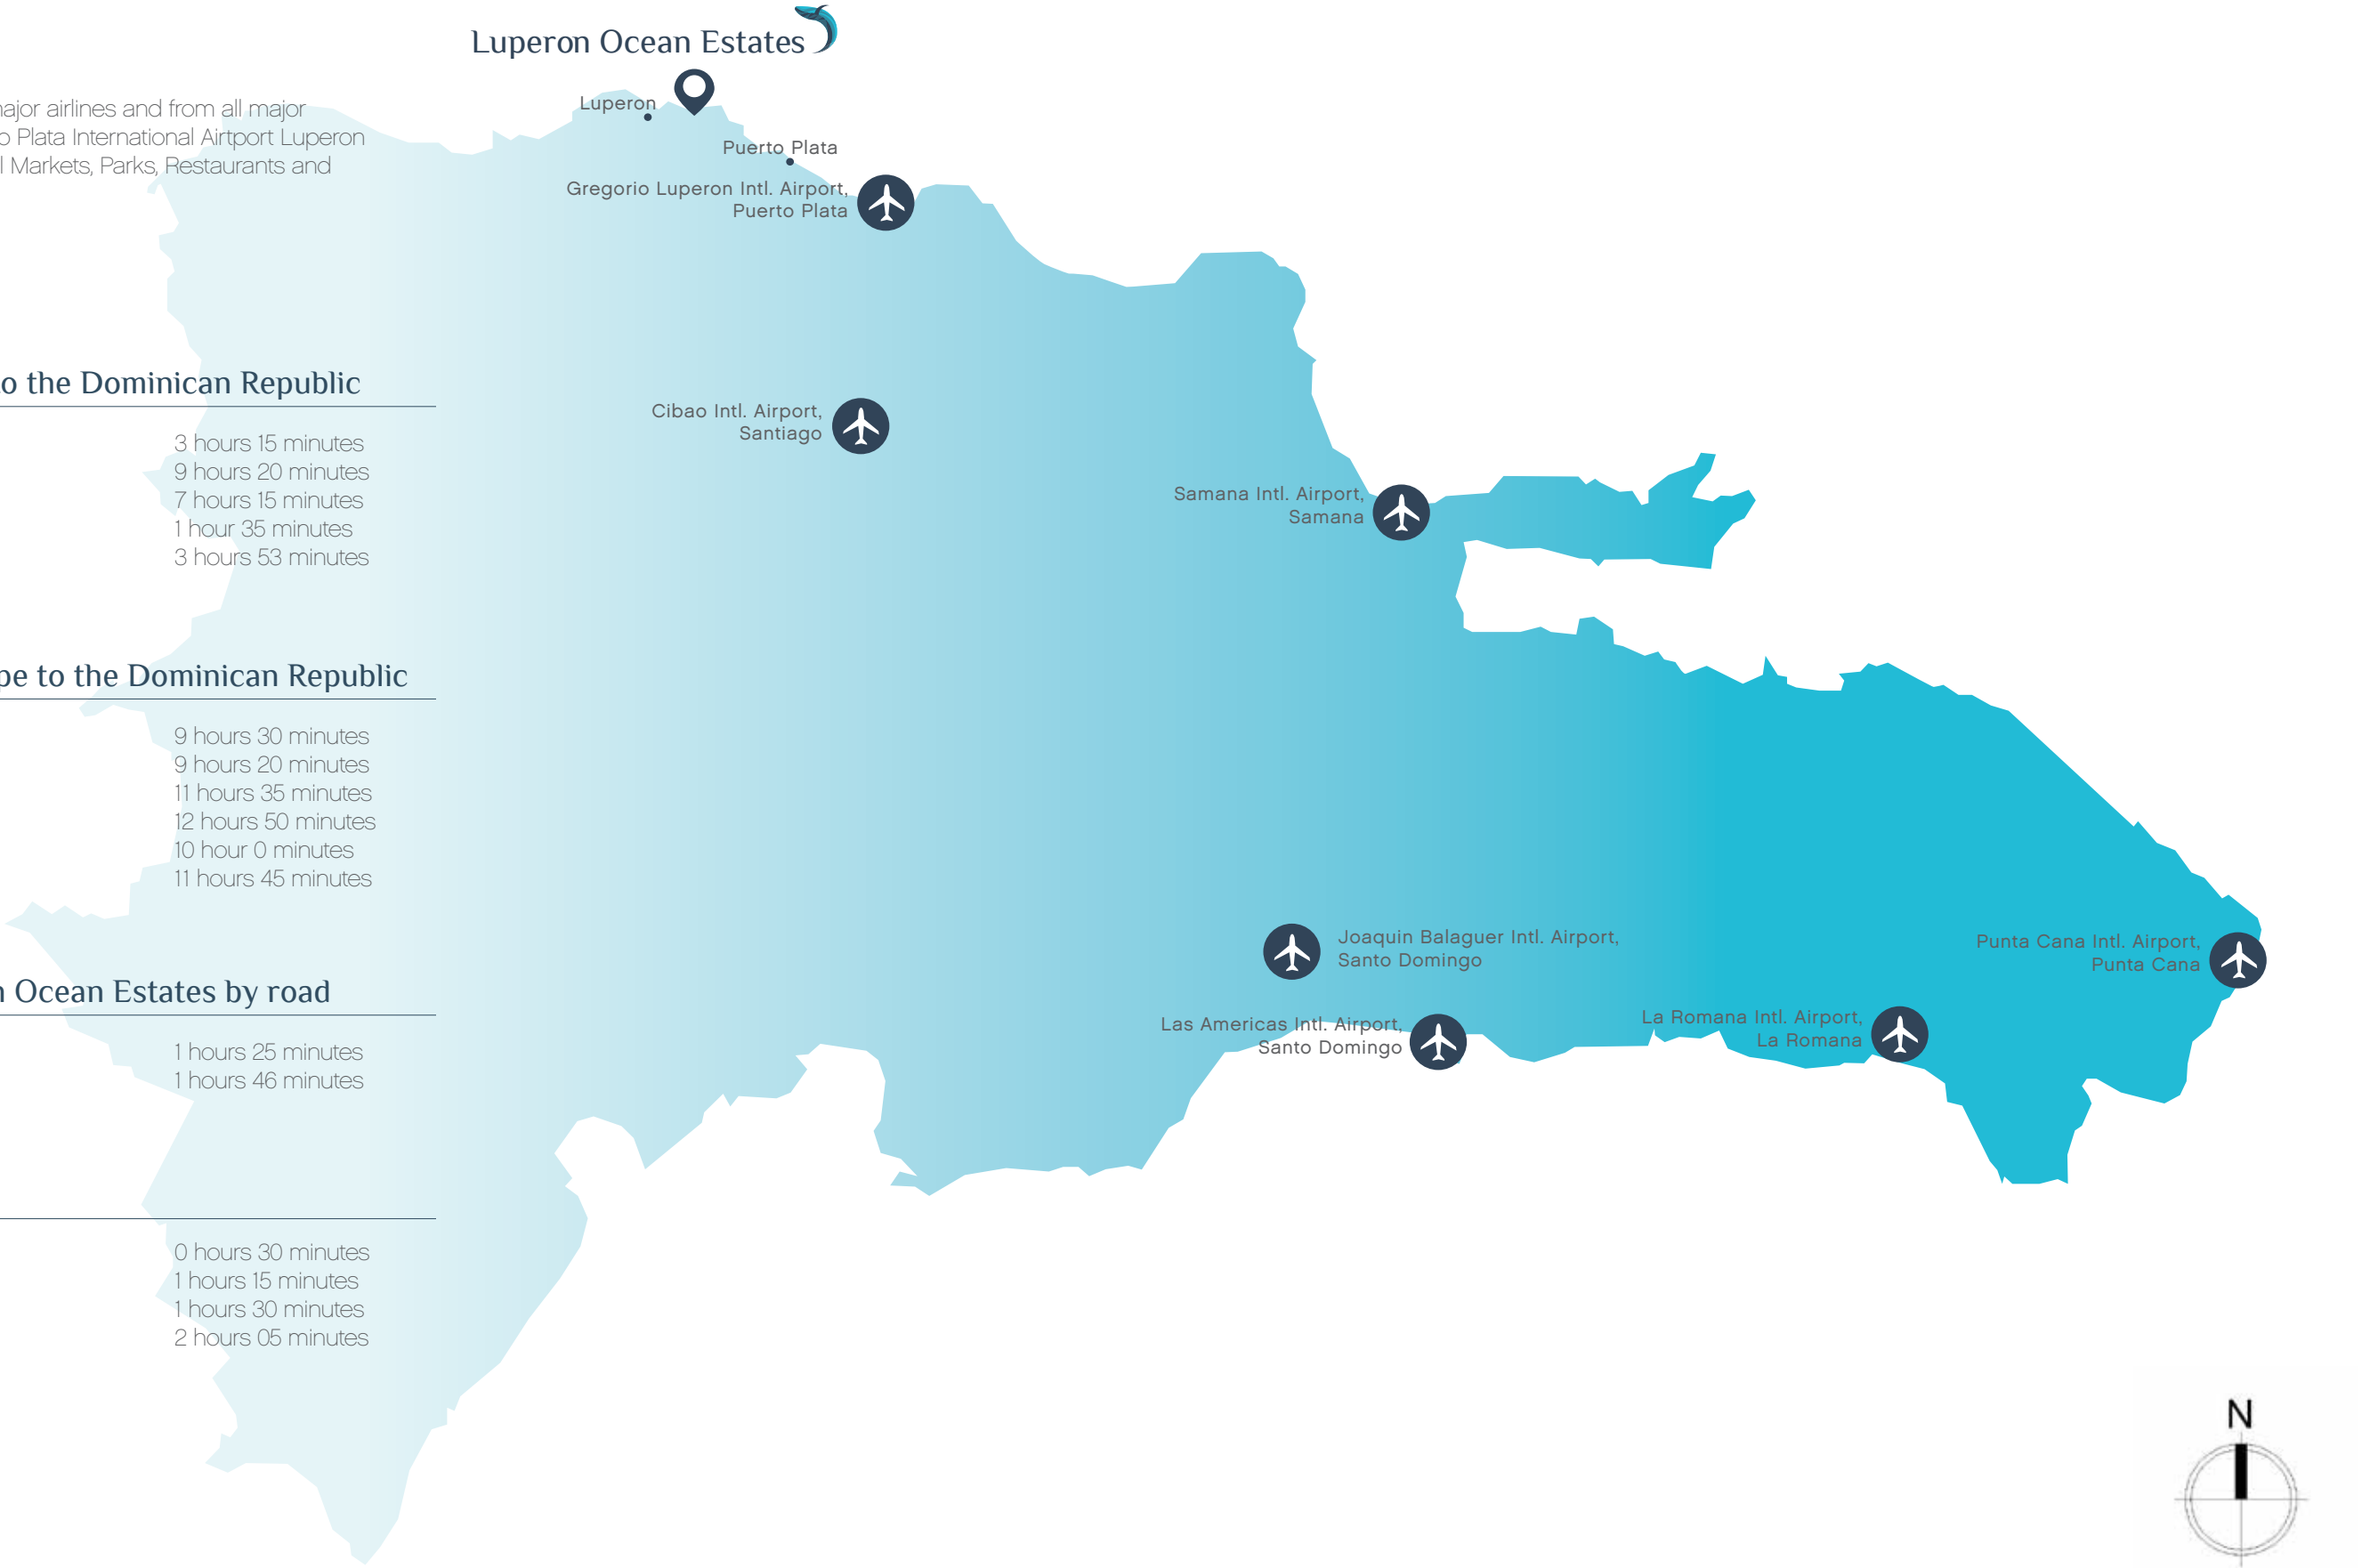 Luperon Ocean Estates
major airlines and from all major
Plata International Airtport Luperon
Markets, Parks, Restaurants and
Luperon
Puerto Plata
Gregorio Luperon Intl. Airport,
Puerto Plata
to the Dominican Republic
3 hours 15 minutes
9 hours 20 minutes
7 hours 15 minutes
1 hour 35 minutes
3 hours 53 minutes
Cibao Intl. Airport,
Santiago
Samana Intl. Airport,
Samana
to the Dominican Republic
9 hours 30 minutes
9 hours 20 minutes
11 hours 35 minutes
12 hours 50 minutes
10 hour 0 minutes
11 hours 45 minutes
Ocean Estates by road
1 hours 25 minutes
1 hours 46 minutes
0 hours 30 minutes
1 hours 15 minutes
1 hours 30 minutes
2 hours 05 minutes
Joaquin Balaguer Intl. Airport,
Santo Domingo
Las Americas Intl. Airport,
Santo Domingo
La Romana Intl. Airport,
La Romana
Punta Cana Intl. Airport,
Punta Cana
N